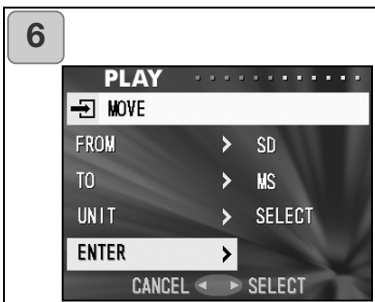 6
PLAY
MOVE
FROM > SD
TO > MS
UNIT > SELECT
ENTER >
CANCEL ◄ ► SELECT